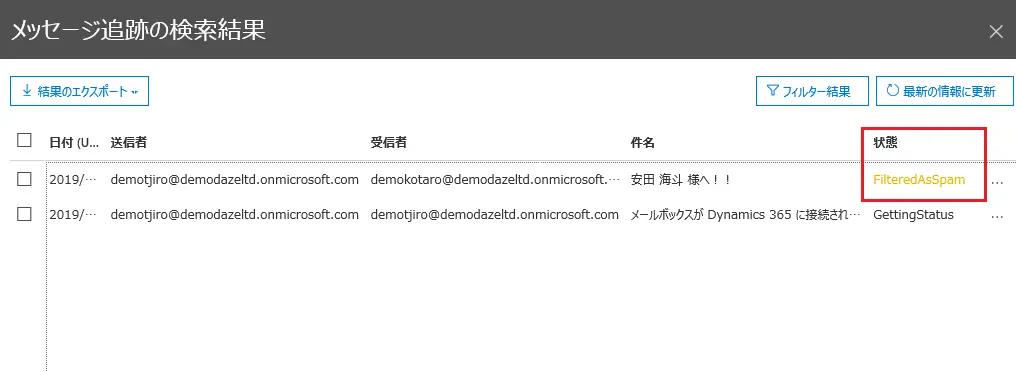 メッセージ追跡の検索結果
結果のエクスポート
フィルター結果
最新の情報に更新
日付 (U... 送信者 受信者 件名 状態
2019/… demotjiro@demodazeltd.onmicrosoft.com demokotaro@demodazeltd.onmicrosoft.… 安田 海斗 様へ！！ FilteredAsSpam …
2019/… demotjiro@demodazeltd.onmicrosoft.com demotjiro@demodazeltd.onmicrosoft.com メールボックスが Dynamics 365 に接続され… GettingStatus …